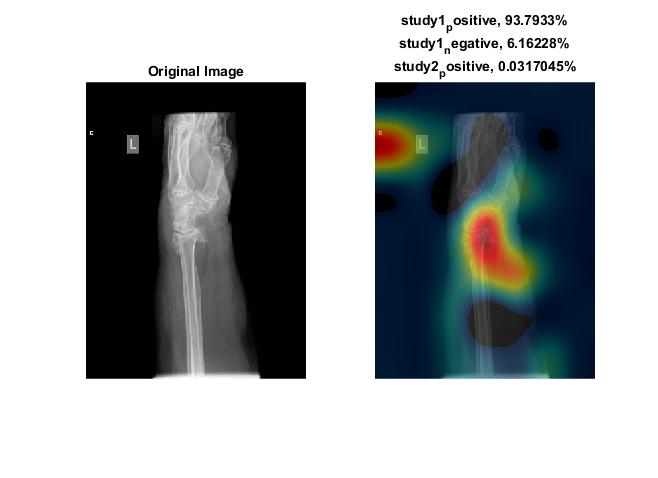 Original Image
L
study1_positive, 93.7933%
study1_negative, 6.16228%
study2_positive, 0.0317045%
L